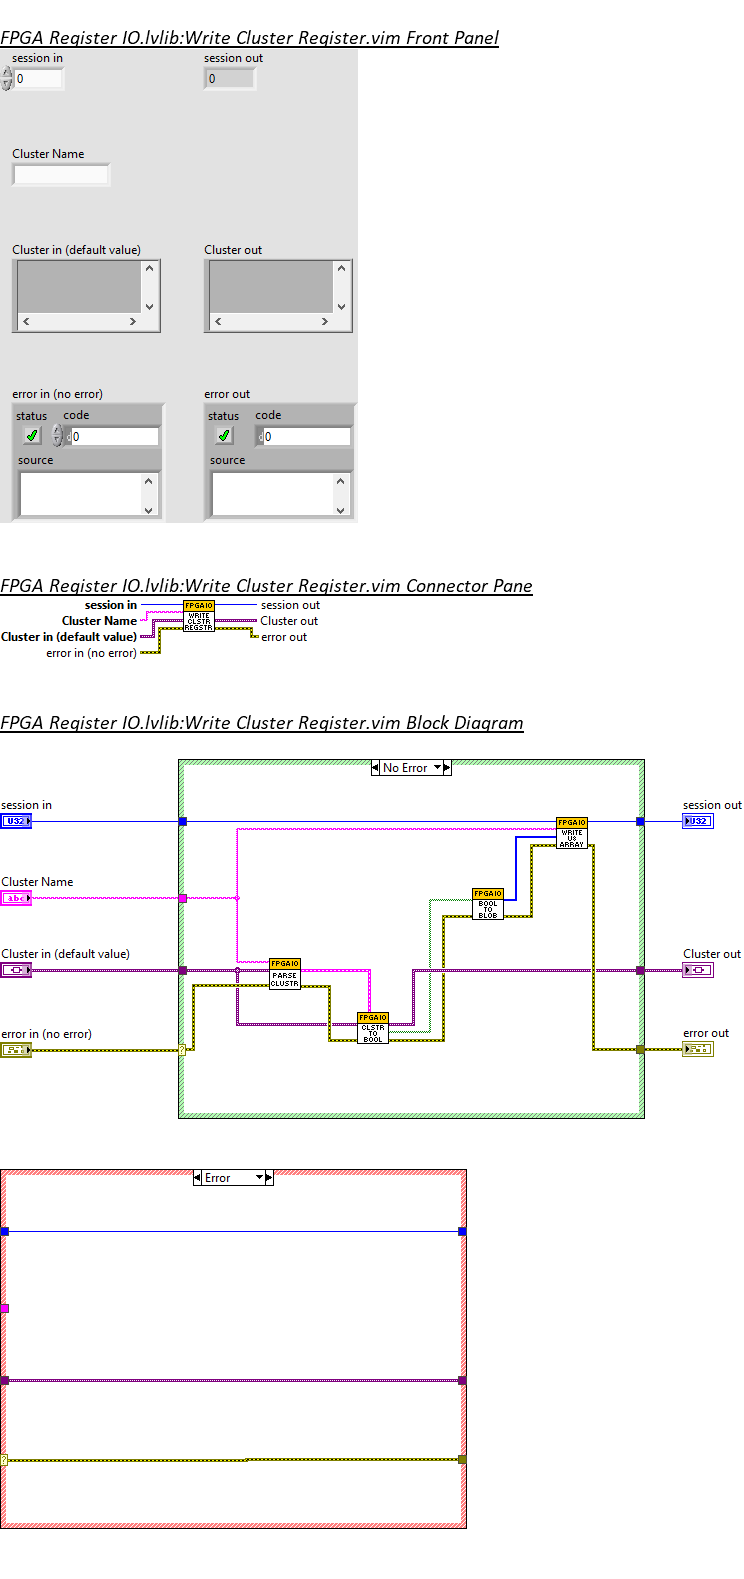 FPGA Register IO.lvlib:Write Cluster Register.vim Front Panel
session in
session out
0
0
Cluster Name
Cluster in (default value)
Cluster out
error in (no error)
error out
status code
status code
d 0
d 0
source
source
FPGA Register IO.lvlib:Write Cluster Register.vim Connector Pane
session in
FPGAIO
WRITE
CLSTR
REGSTR
session out
Cluster Name
Cluster out
Cluster in (default value)
error out
error in (no error)
FPGA Register IO.lvlib:Write Cluster Register.vim Block Diagram
No Error
session in
session out
U32
U32
FPGAIO
WRITE
U8
ARRAY
Cluster Name
abc
FPGAIO
BOOL
TO
BLOB
Cluster in (default value)
Cluster out
FPGAIO
PARSE
CLUSTR
FPGAIO
CLSTR
TO
BOOL
error in (no error)
error out
?
Error
?